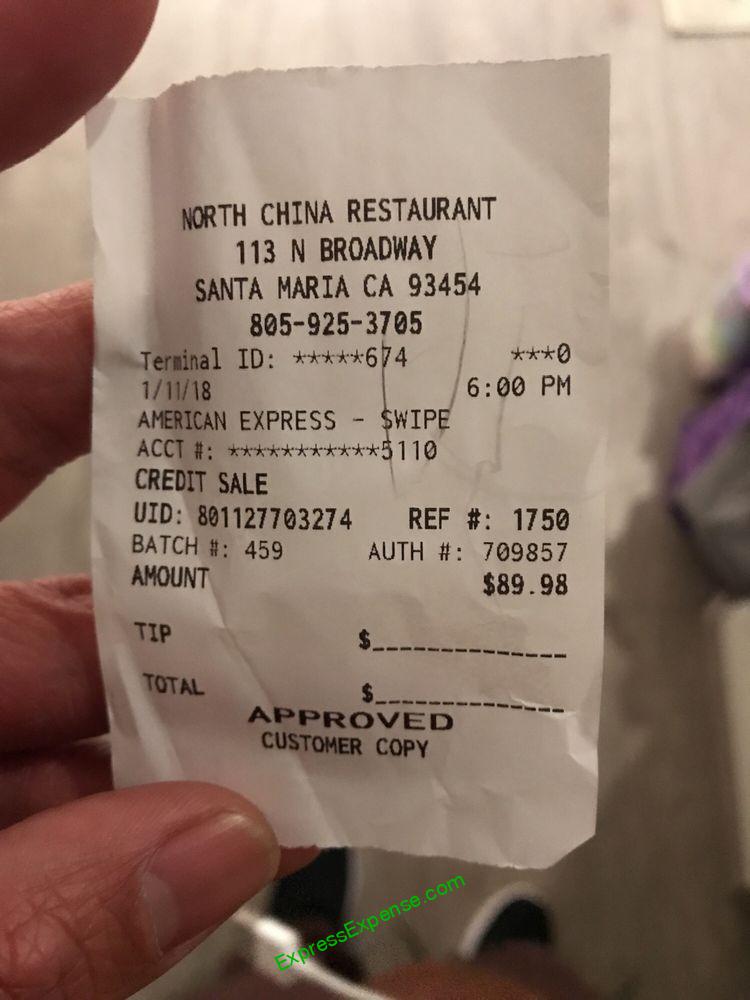 NORTH CHINA RESTAURANT
113 N BROADWAY
SANTA MARIA CA 93454
805-925-3705
Terminal ID: *****674 ***0
1/11/18 6:00 PM
AMERICAN EXPRESS - SWIPE
ACCT #: ***********5110
CREDIT SALE
UID: 801127703274 REF #: 1750
BATCH #: 459 AUTH #: 709857
AMOUNT $89.98
TIP $_______________
TOTAL $_______________
APPROVED
CUSTOMER COPY
ExpressExpense.com